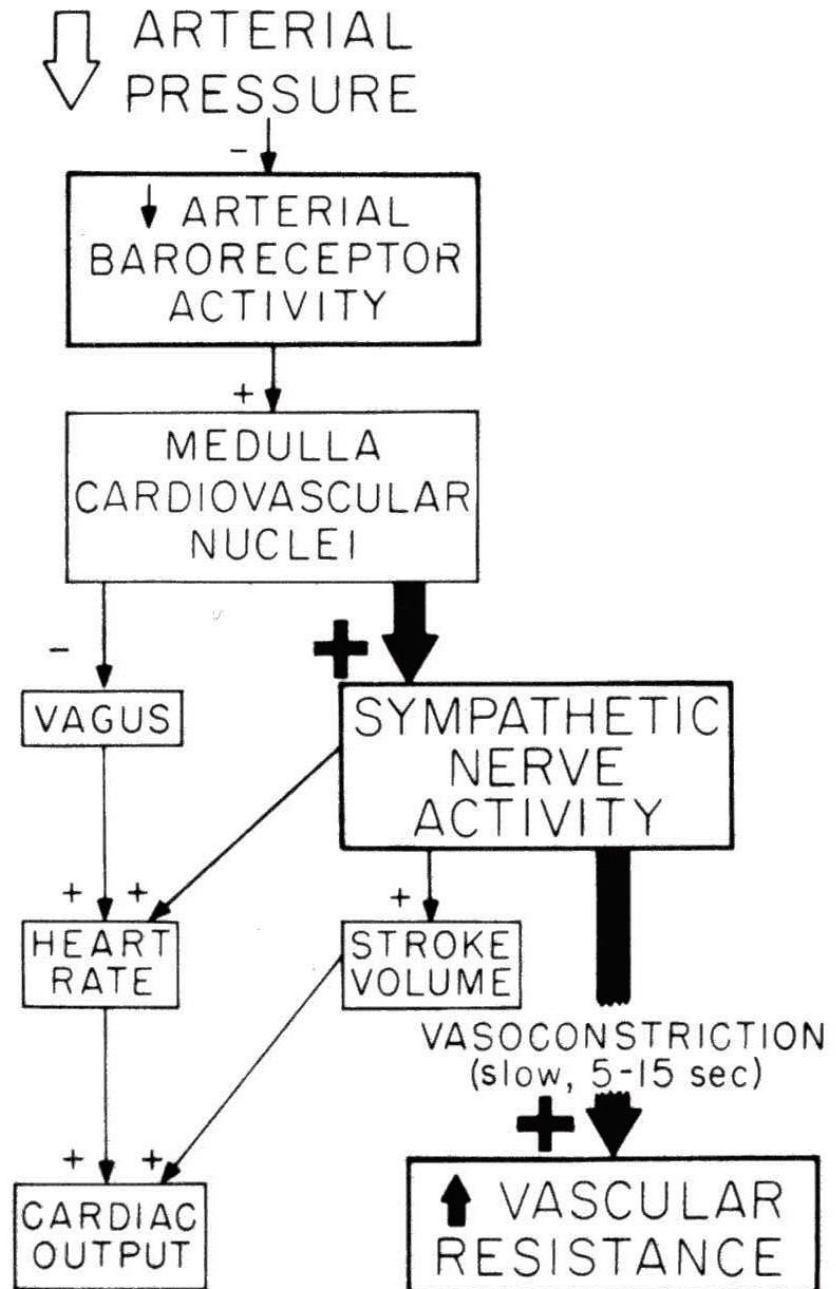 ARTERIAL
PRESSURE
−
↓ ARTERIAL
BARORECEPTOR
ACTIVITY
+
MEDULLA
CARDIOVASCULAR
NUCLEI
−
+
VAGUS
SYMPATHETIC
NERVE
ACTIVITY
+ +
+
HEART
RATE
STROKE
VOLUME
VASOCONSTRICTION
(slow, 5-15 sec)
+
+ +
CARDIAC
OUTPUT
↑ VASCULAR
RESISTANCE